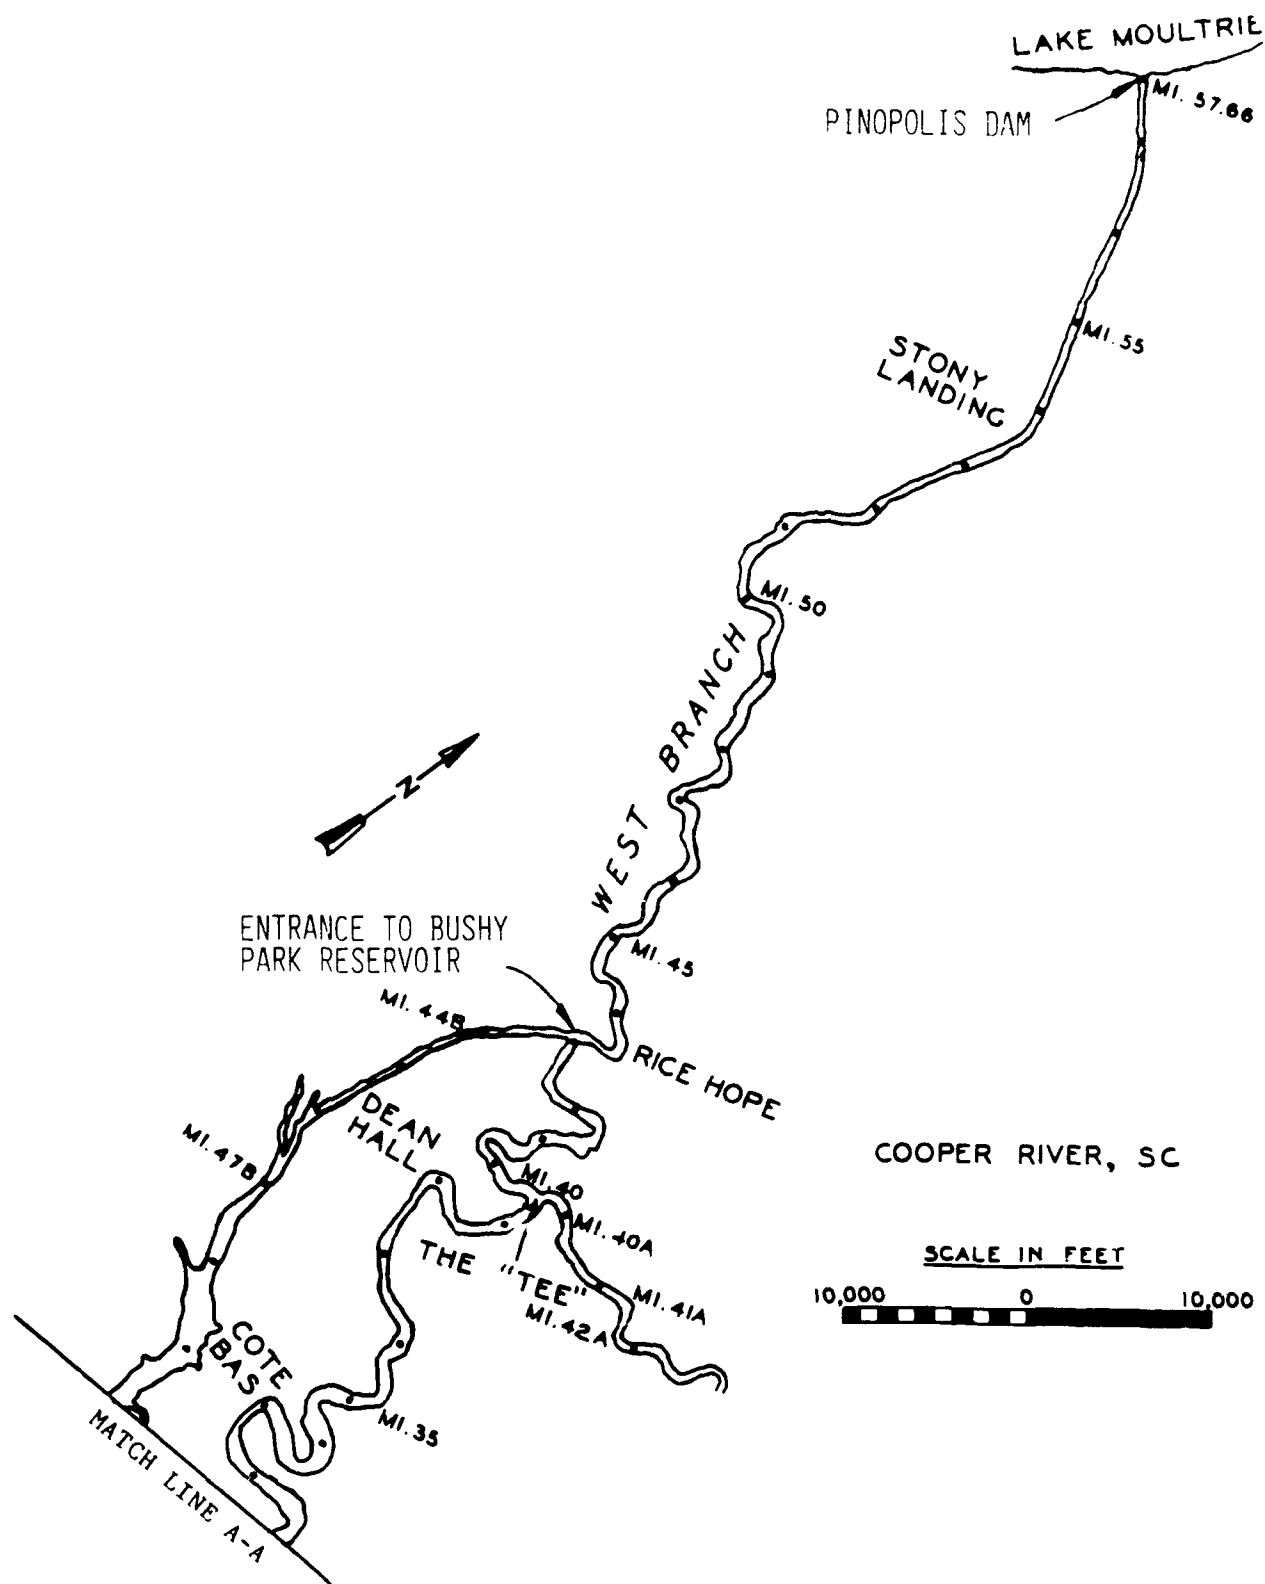 LAKE MOULTRIE
MI. 57.66
PINOPOLIS DAM
MI. 55
STONY
LANDING
MI. 50
WEST BRANCH
N
ENTRANCE TO BUSHY
PARK RESERVOIR
MI. 45
MI. 44B
RICE HOPE
DEAN
HALL
MI. 47B
MI. 40
MI. 40A
THE "TEE"
MI. 41A
MI. 42A
COOPER RIVER, SC
SCALE IN FEET
10,000 0 10,000
COTE
BAS
MI. 35
MATCH LINE A-A